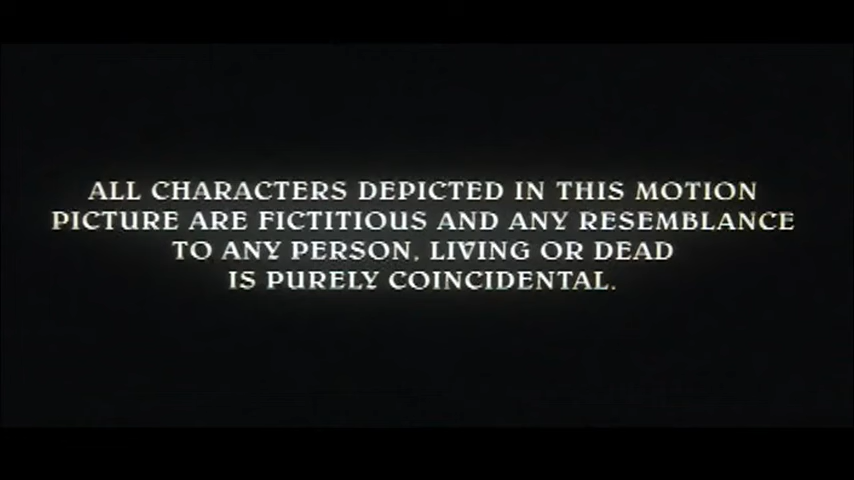 ALL CHARACTERS DEPICTED IN THIS MOTION
PICTURE ARE FICTITIOUS AND ANY RESEMBLANCE
TO ANY PERSON, LIVING OR DEAD
IS PURELY COINCIDENTAL.